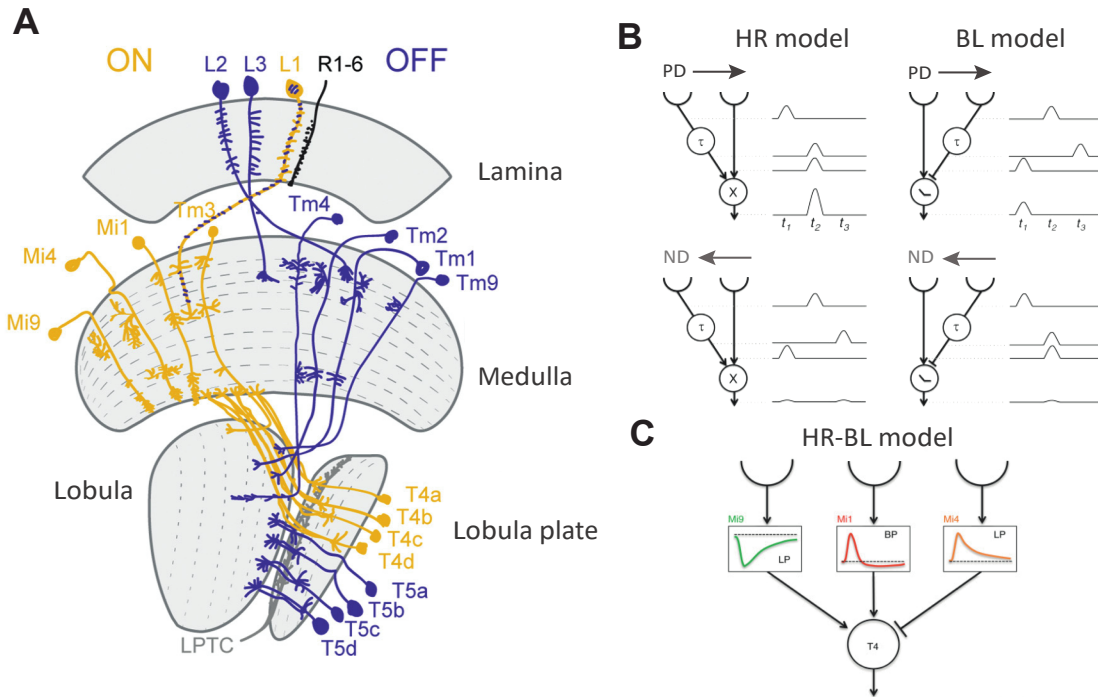 A
ON
L2
L3
L1
R1-6
OFF
Lamina
Tm4
Tm3
Mi1
Mi4
Mi9
Tm2
Tm1
Tm9
Medulla
Lobula
T4a
T4b
T4c
T4d
Lobula plate
T5a
T5b
T5c
T5d
LPTC
B
HR model
BL model
PD
PD
τ
τ
X
t1 t2 t3
t1 t2 t3
ND
ND
τ
τ
X
C
HR-BL model
Mi9
LP
Mi1
BP
Mi4
LP
T4